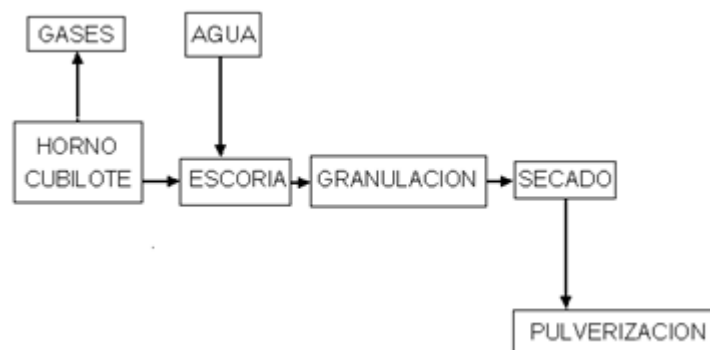 GASES
AGUA
HORNO
CUBILOTE
ESCORIA
GRANULACION
SECADO
PULVERIZACION